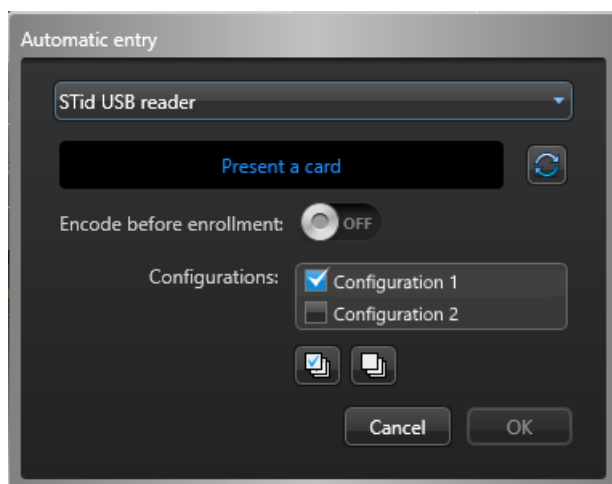 Automatic entry
STid USB reader
Present a card
Encode before enrollment: OFF
Configurations: Configuration 1
Configuration 2
Cancel OK